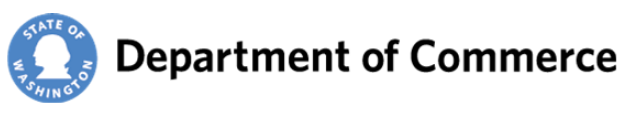 STATE OF WASHINGTON
Department of Commerce